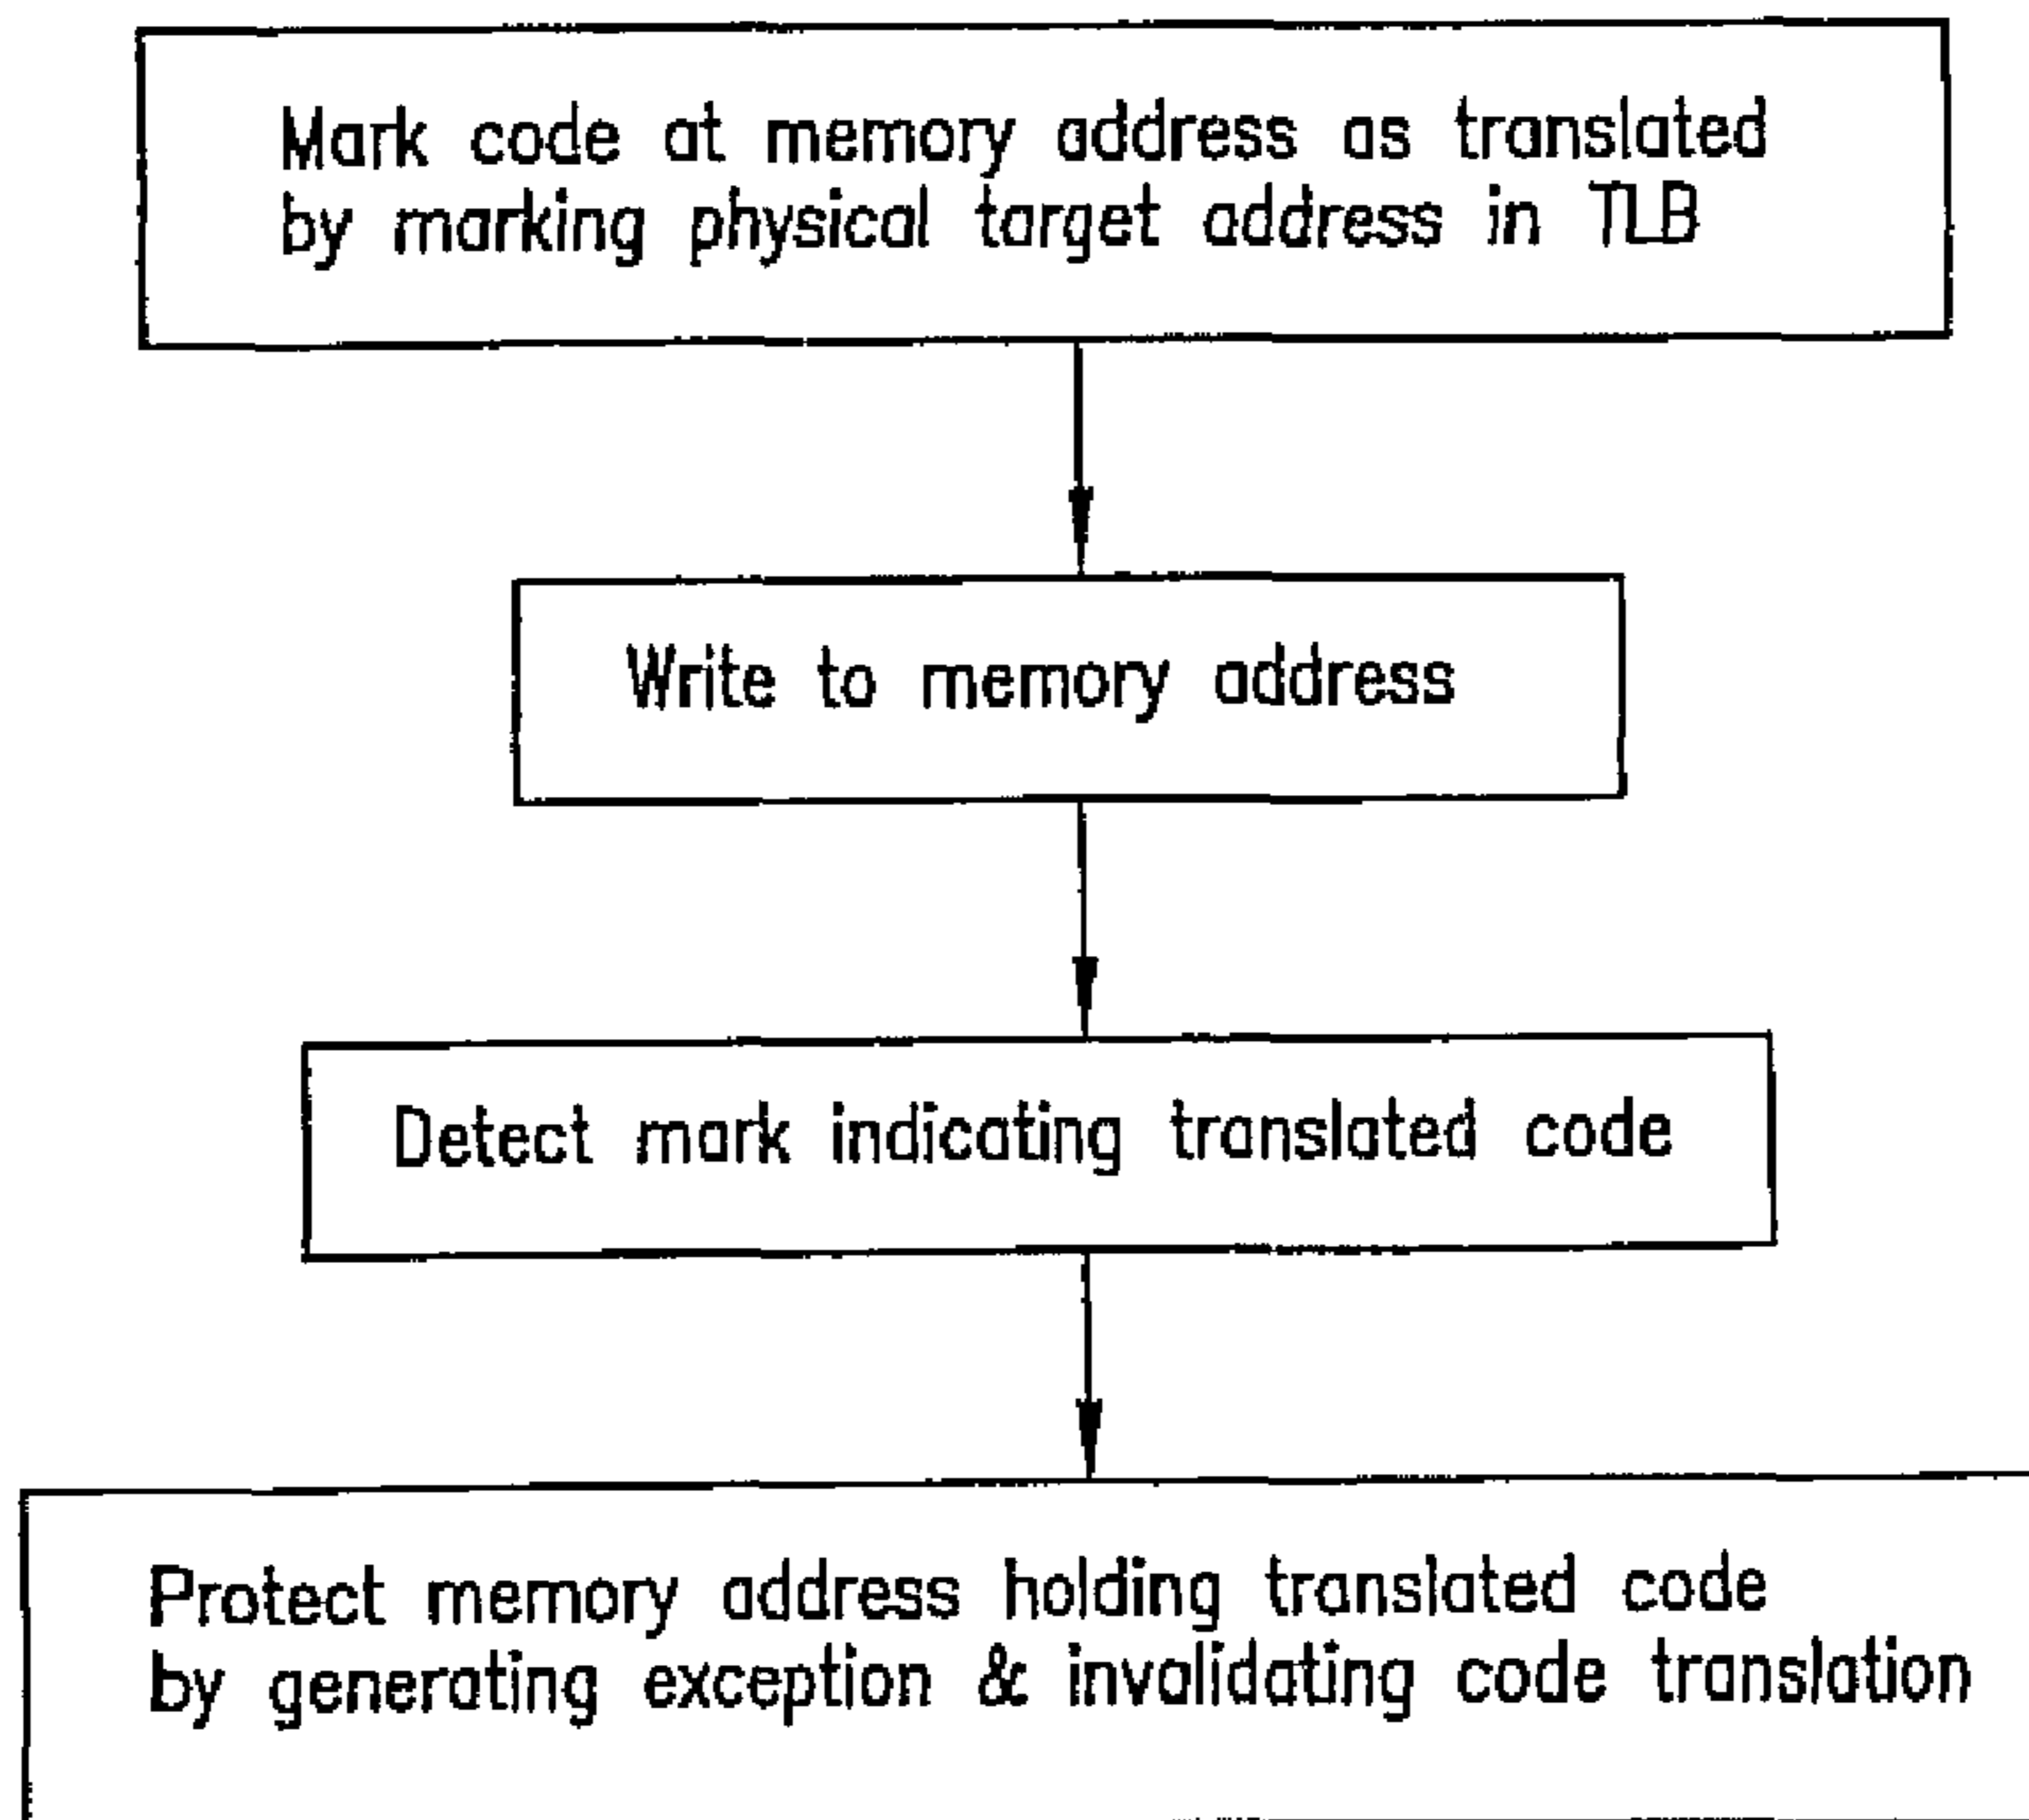 Mark code at memory address as translated
by marking physical target address in TLB
Write to memory address
Detect mark indicating translated code
Protect memory address holding translated code
by generating exception & invalidating code translation